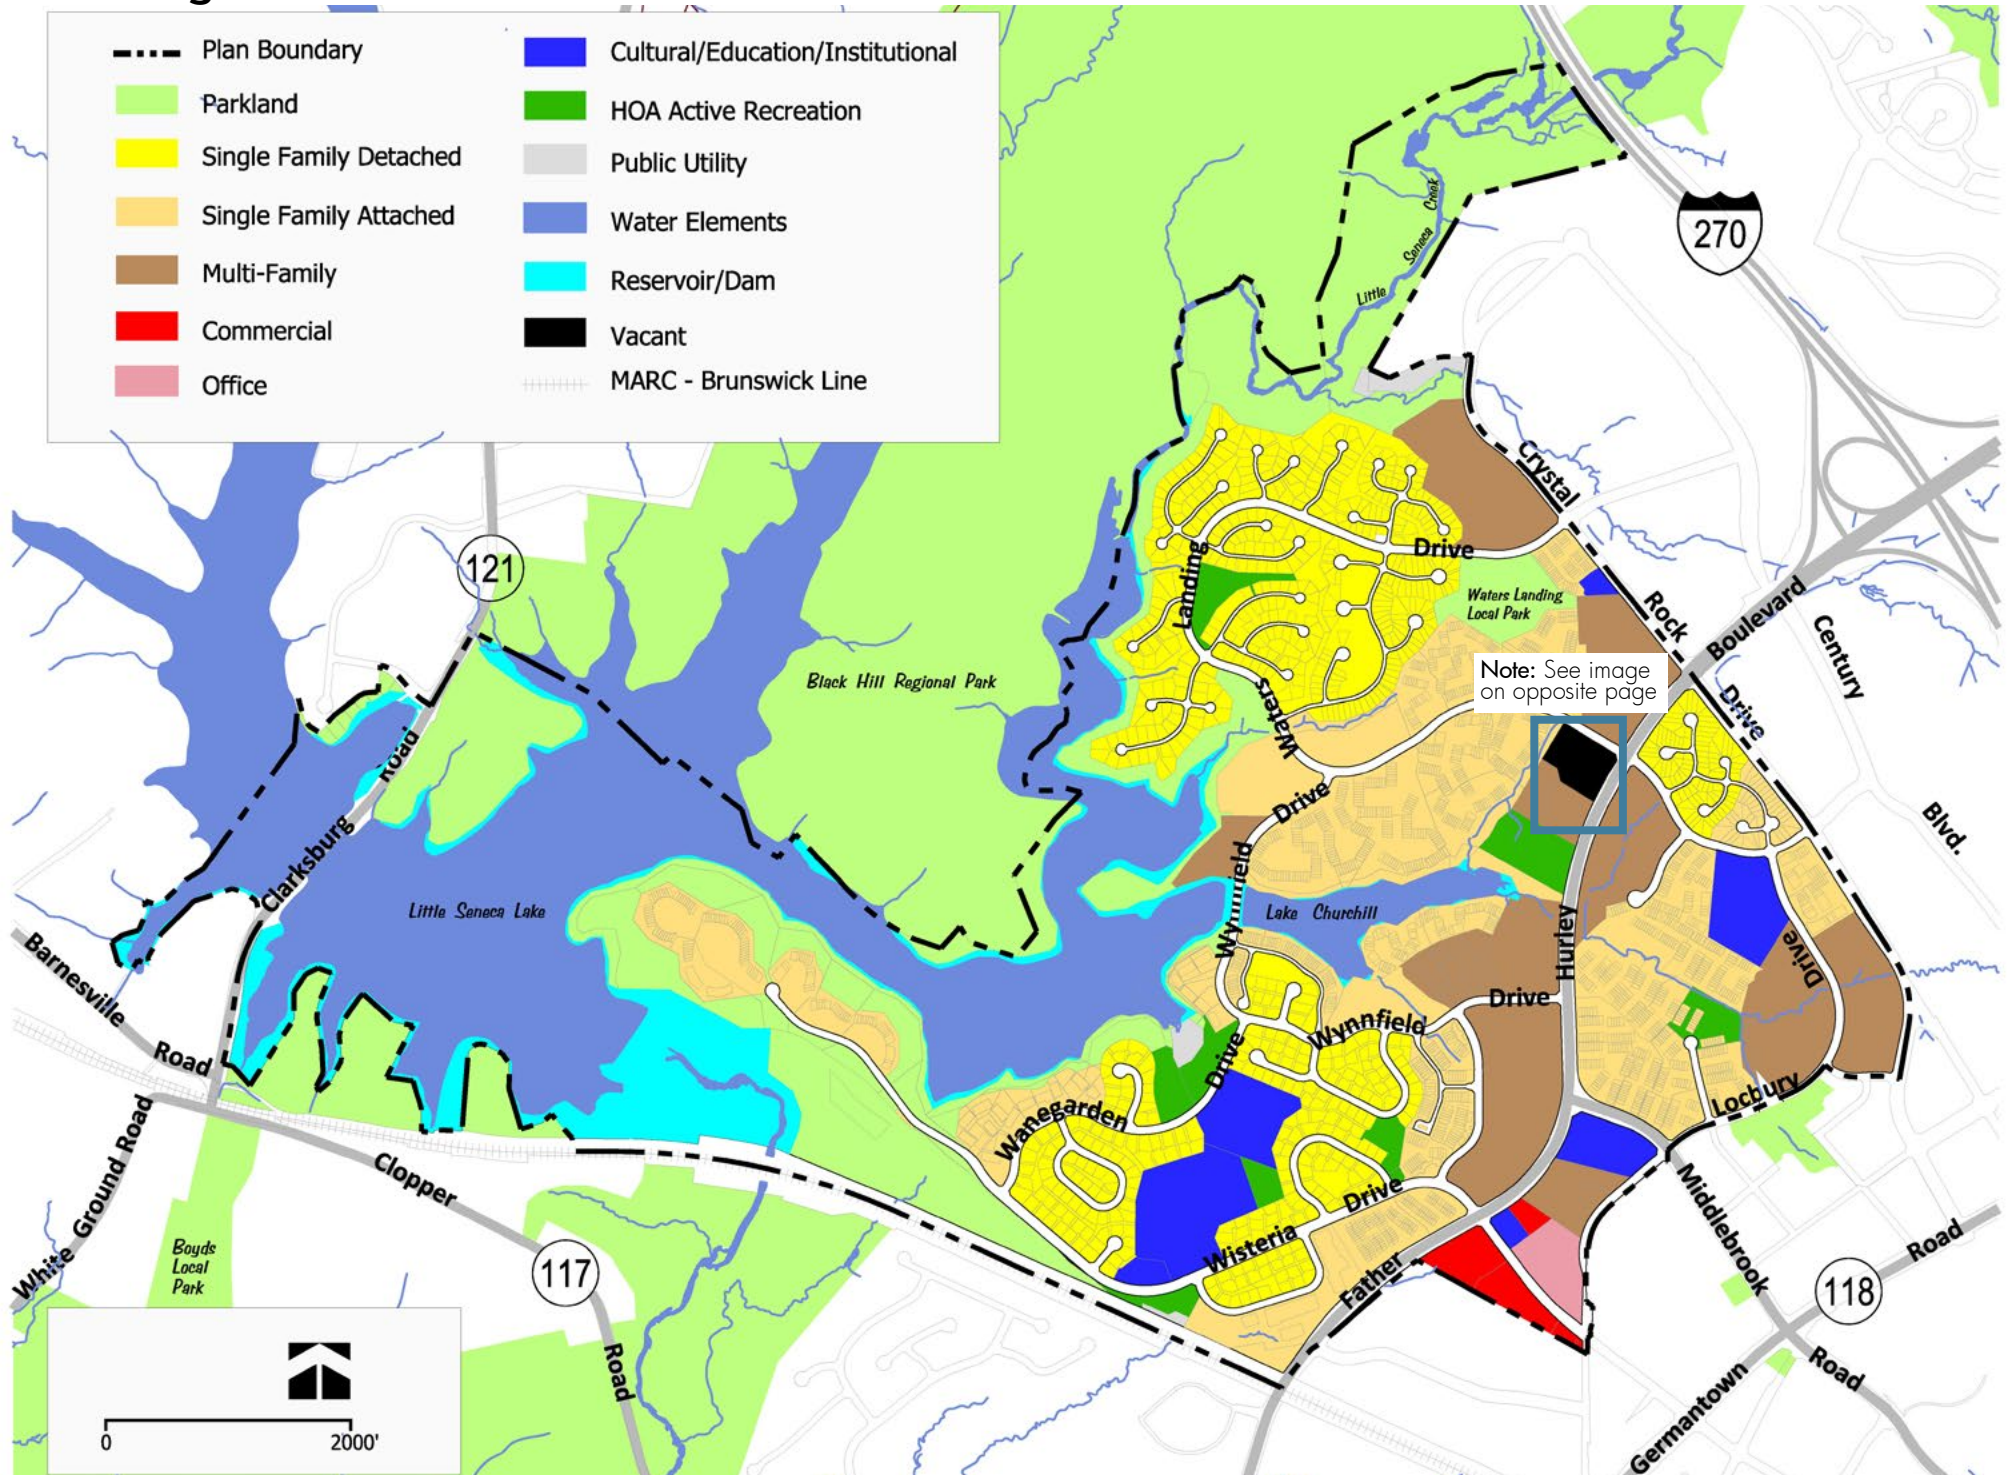 Plan Boundary
Parkland
Single Family Detached
Single Family Attached
Multi-Family
Commercial
Office
Cultural/Education/Institutional
HOA Active Recreation
Public Utility
Water Elements
Reservoir/Dam
Vacant
MARC - Brunswick Line
270
Little Seneca Creek
Crystal
Rock
Drive
Boulevard
Century
Blvd.
121
Landing
Drive
Waters Landing
Local Park
Note: See image
on opposite page
Black Hill Regional Park
Waters
Drive
Road
Clarksburg
Little Seneca Lake
Wynnfield
Lake Churchill
Hurley
Drive
Drive
Wynnfield
Drive
Barnesville
Road
Wanegarden
Locbury
White Ground Road
Clopper
Drive
Wisteria
Father
Middlebrook
Road
Boyds
Local
Park
117
Road
118
Road
Germantown
0
2000'